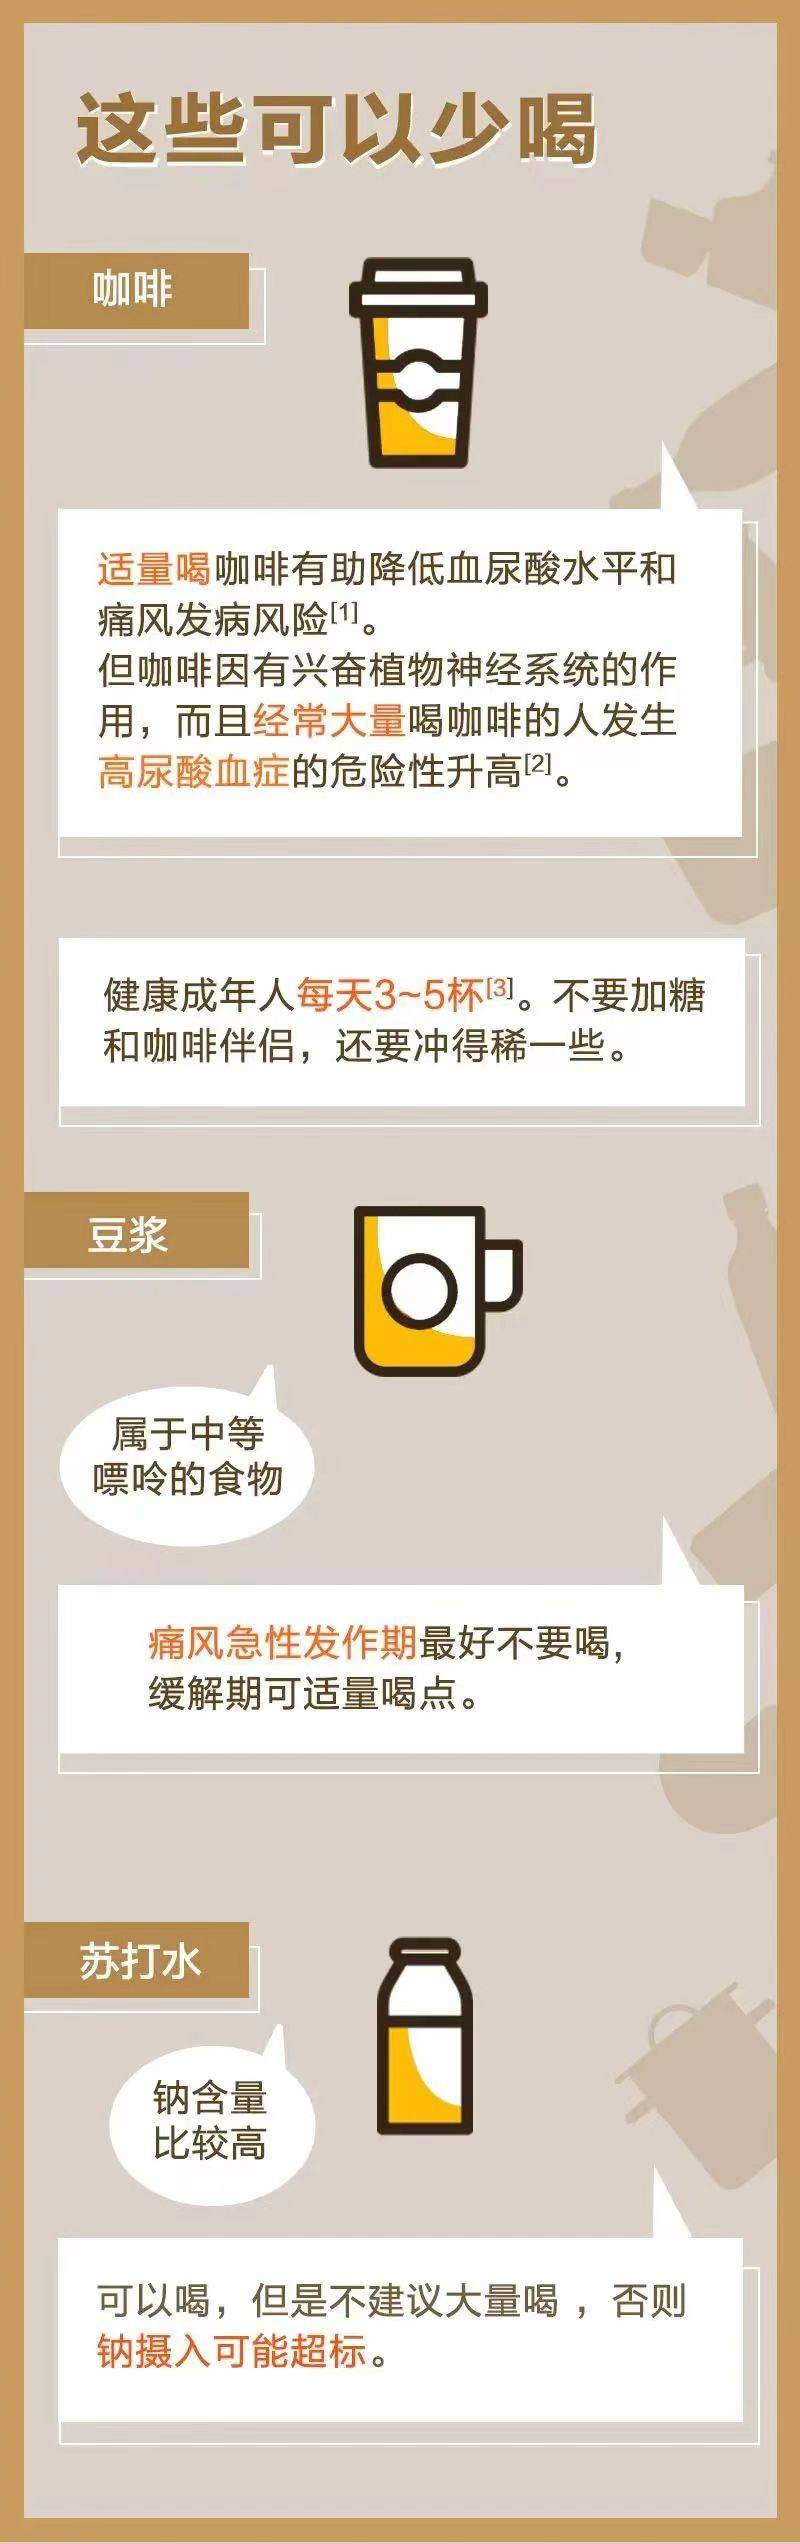 这些可以少喝
咖啡
适量喝咖啡有助降低血尿酸水平和
痛风发病风险[1]。
但咖啡因有兴奋植物神经系统的作
用，而且经常大量喝咖啡的人发生
高尿酸血症的危险性升高[2]。
健康成年人每天3~5杯[3]。不要加糖
和咖啡伴侣，还要冲得稀一些。
豆浆
属于中等
嘌呤的食物
痛风急性发作期最好不要喝,
缓解期可适量喝点。
苏打水
钠含量
比较高
可以喝，但是不建议大量喝 ，否则
钠摄入可能超标。